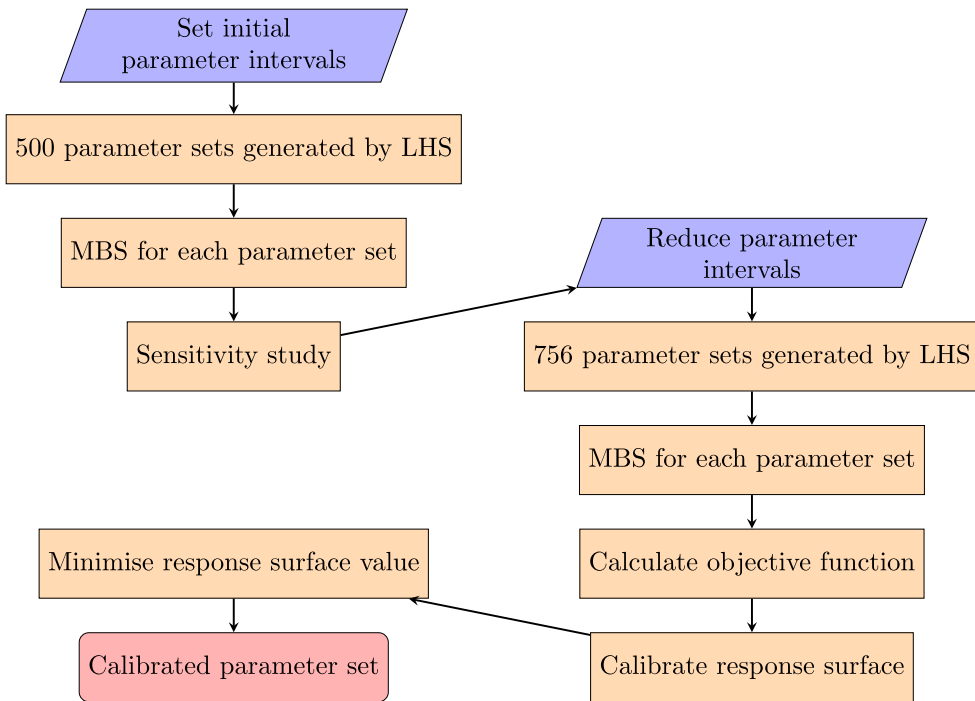 Set initial
parameter intervals
500 parameter sets generated by LHS
MBS for each parameter set
Sensitivity study
Reduce parameter
intervals
756 parameter sets generated by LHS
MBS for each parameter set
Calculate objective function
Calibrate response surface
Minimise response surface value
Calibrated parameter set